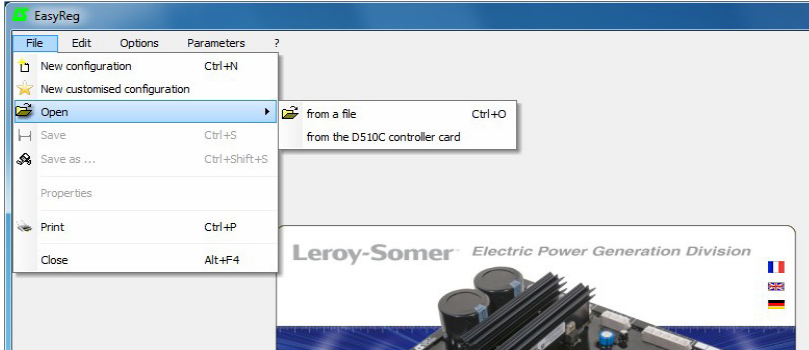 EasyReg
File Edit Options Parameters ?
New configuration Ctrl+N
New customised configuration
Open
from a file Ctrl+O
from the D510C controller card
Save Ctrl+S
Save as ... Ctrl+Shift+S
Properties
Print Ctrl+P
Close Alt+F4
Leroy-Somer Electric Power Generation Division